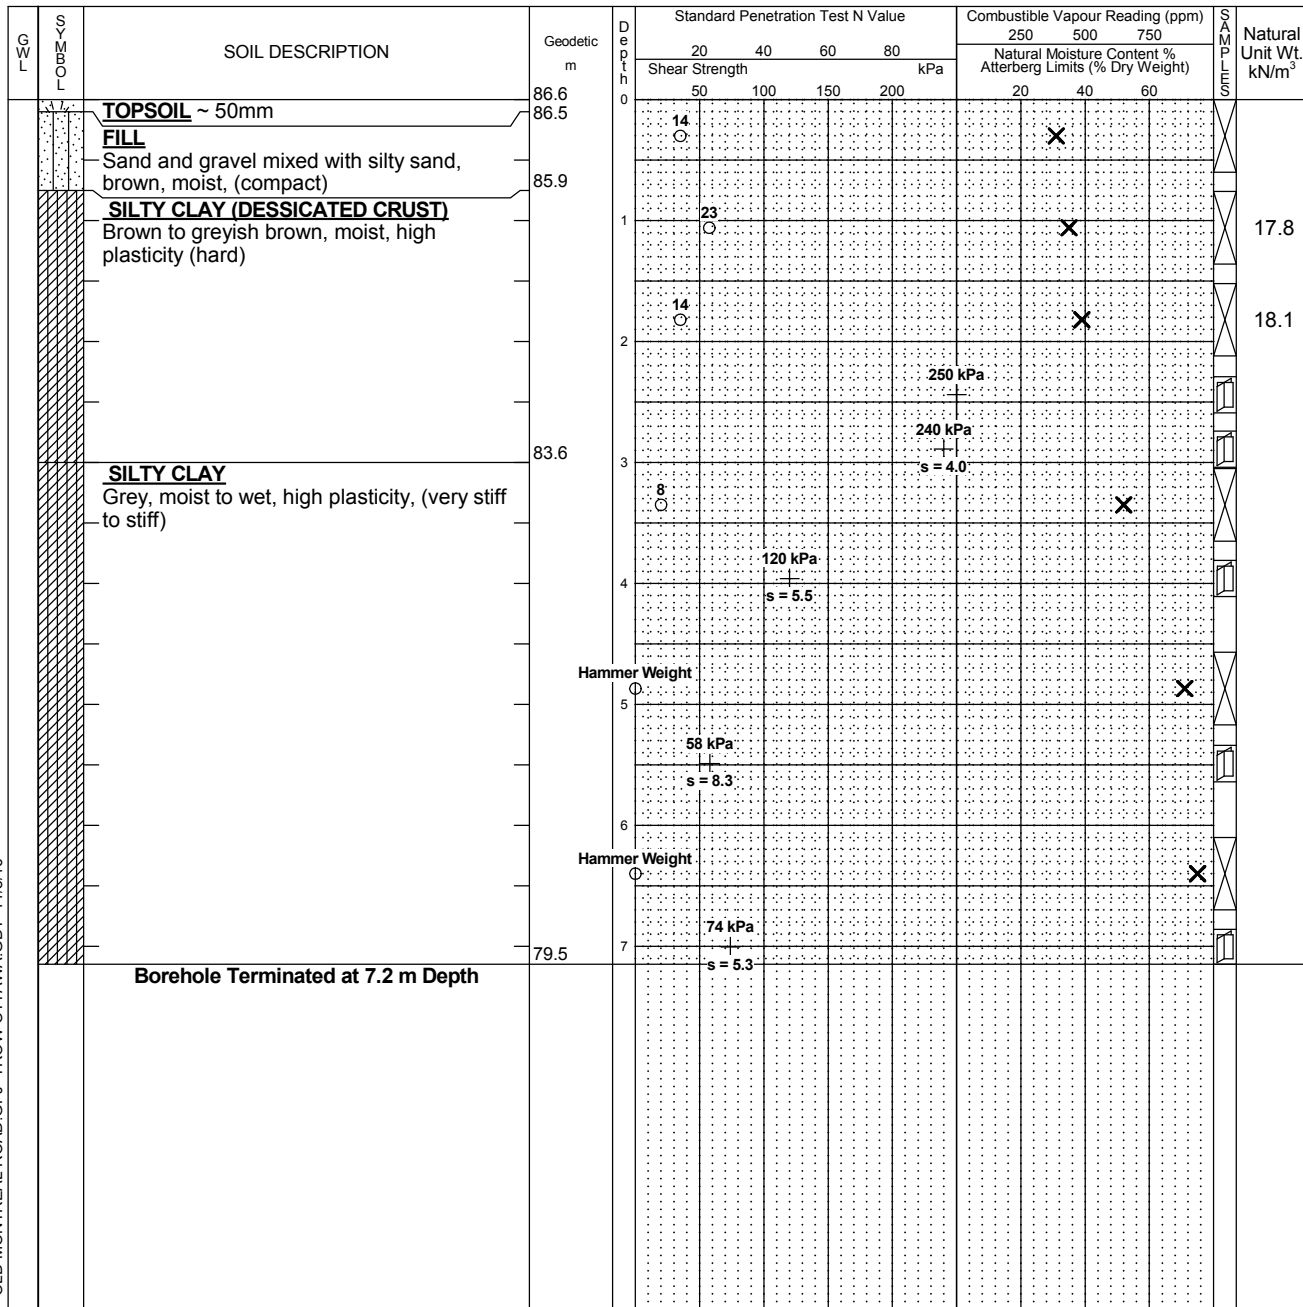 GWL
SYMBOL
SOIL DESCRIPTION
Geodetic
m
Depth
Standard Penetration Test N Value
20 40 60 80
Shear Strength kPa
50 100 150 200
Combustible Vapour Reading (ppm)
250 500 750
Natural Moisture Content %
Atterberg Limits (% Dry Weight)
20 40 60
SAMPLES
Natural
Unit Wt.
kN/m³
86.6
0
TOPSOIL ~ 50mm
86.5
FILL
Sand and gravel mixed with silty sand,
brown, moist, (compact)
14
85.9
SILTY CLAY (DESSICATED CRUST)
Brown to greyish brown, moist, high
plasticity (hard)
1
23
17.8
14
18.1
2
250 kPa
240 kPa
s = 4.0
83.6
3
SILTY CLAY
Grey, moist to wet, high plasticity, (very stiff
to stiff)
8
120 kPa
4
s = 5.5
Hammer Weight
5
58 kPa
s = 8.3
6
Hammer Weight
74 kPa
7
79.5
s = 5.3
Borehole Terminated at 7.2 m Depth